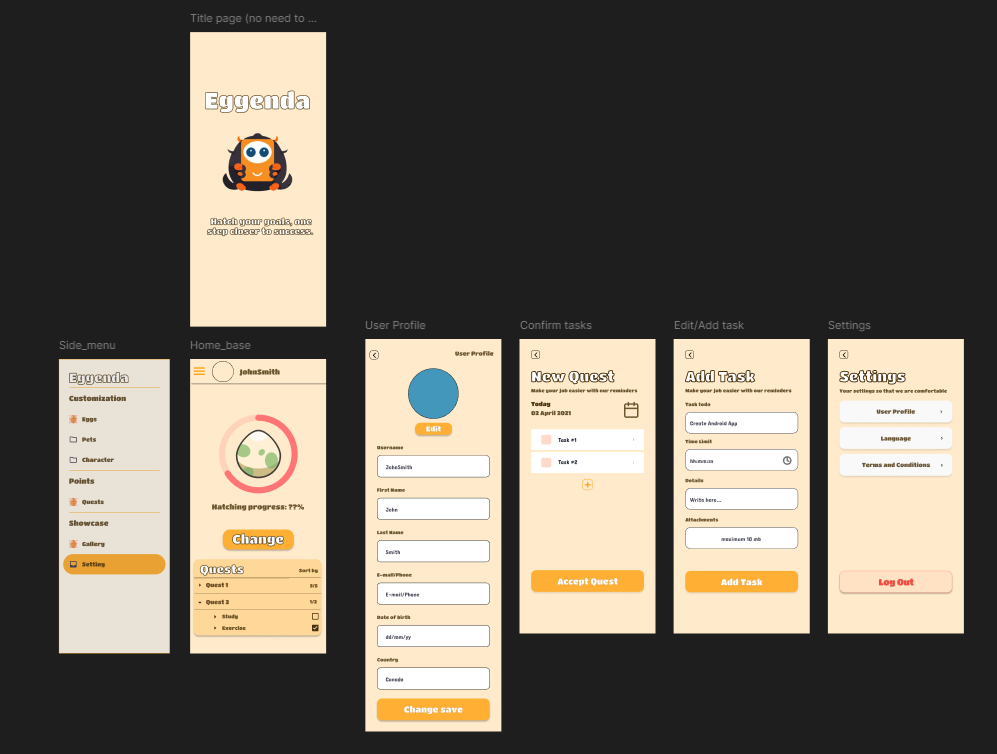 Title page (no need to ...
Eggenda
Hatch your goals, one
step closer to success.
Side_menu
Eggenda
Customization
Eggs
Pets
Character
Points
Quests
Showcase
Gallery
Setting
Home_base
JohnSmith
Hatching progress: ??%
Change
Quests
Sort by
Quest 1
3/5
Quest 2
1/2
Study
Exercise
User Profile
User Profile
Edit
Username
JohnSmith
First Name
John
Last Name
Smith
E-mail/Phone
E-mail/Phone
Date of Birth
dd/mm/yy
Country
Canada
Change save
Confirm tasks
New Quest
Make your job easier with our reminders
Today
02 April 2021
Task #1
Task #2
Accept Quest
Edit/Add task
Add Task
Make your job easier with our reminders
Task todo
Create Android App
Time Limit
hh:mm:ss
Details
Write here...
Attachments
maximum 10 mb
Add Task
Settings
Settings
Your settings so that we are comfortable
User Profile
Language
Terms and Conditions
Log Out